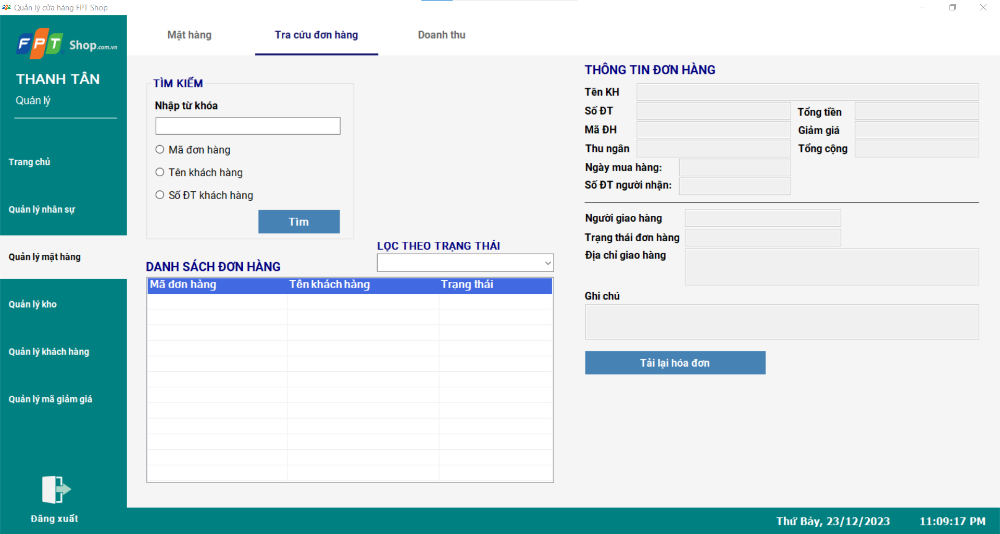 Quản lý cửa hàng FPT Shop
FPT Shop.com.vn
THANH TÂN
Quản lý
Trang chủ
Quản lý nhân sự
Quản lý mặt hàng
Quản lý kho
Quản lý khách hàng
Quản lý mã giảm giá
Đăng xuất
Mặt hàng
Tra cứu đơn hàng
Doanh thu
TÌM KIẾM
Nhập từ khóa
Mã đơn hàng
Tên khách hàng
Số ĐT khách hàng
Tìm
LỌC THEO TRẠNG THÁI
DANH SÁCH ĐƠN HÀNG
Mã đơn hàng Tên khách hàng Trạng thái
THÔNG TIN ĐƠN HÀNG
Tên KH
Số ĐT Tổng tiền
Mã ĐH Giảm giá
Thu ngân Tổng cộng
Ngày mua hàng:
Số ĐT người nhận:
Người giao hàng
Trạng thái đơn hàng
Địa chỉ giao hàng
Ghi chú
Tải lại hóa đơn
Thứ Bảy, 23/12/2023 11:09:17 PM